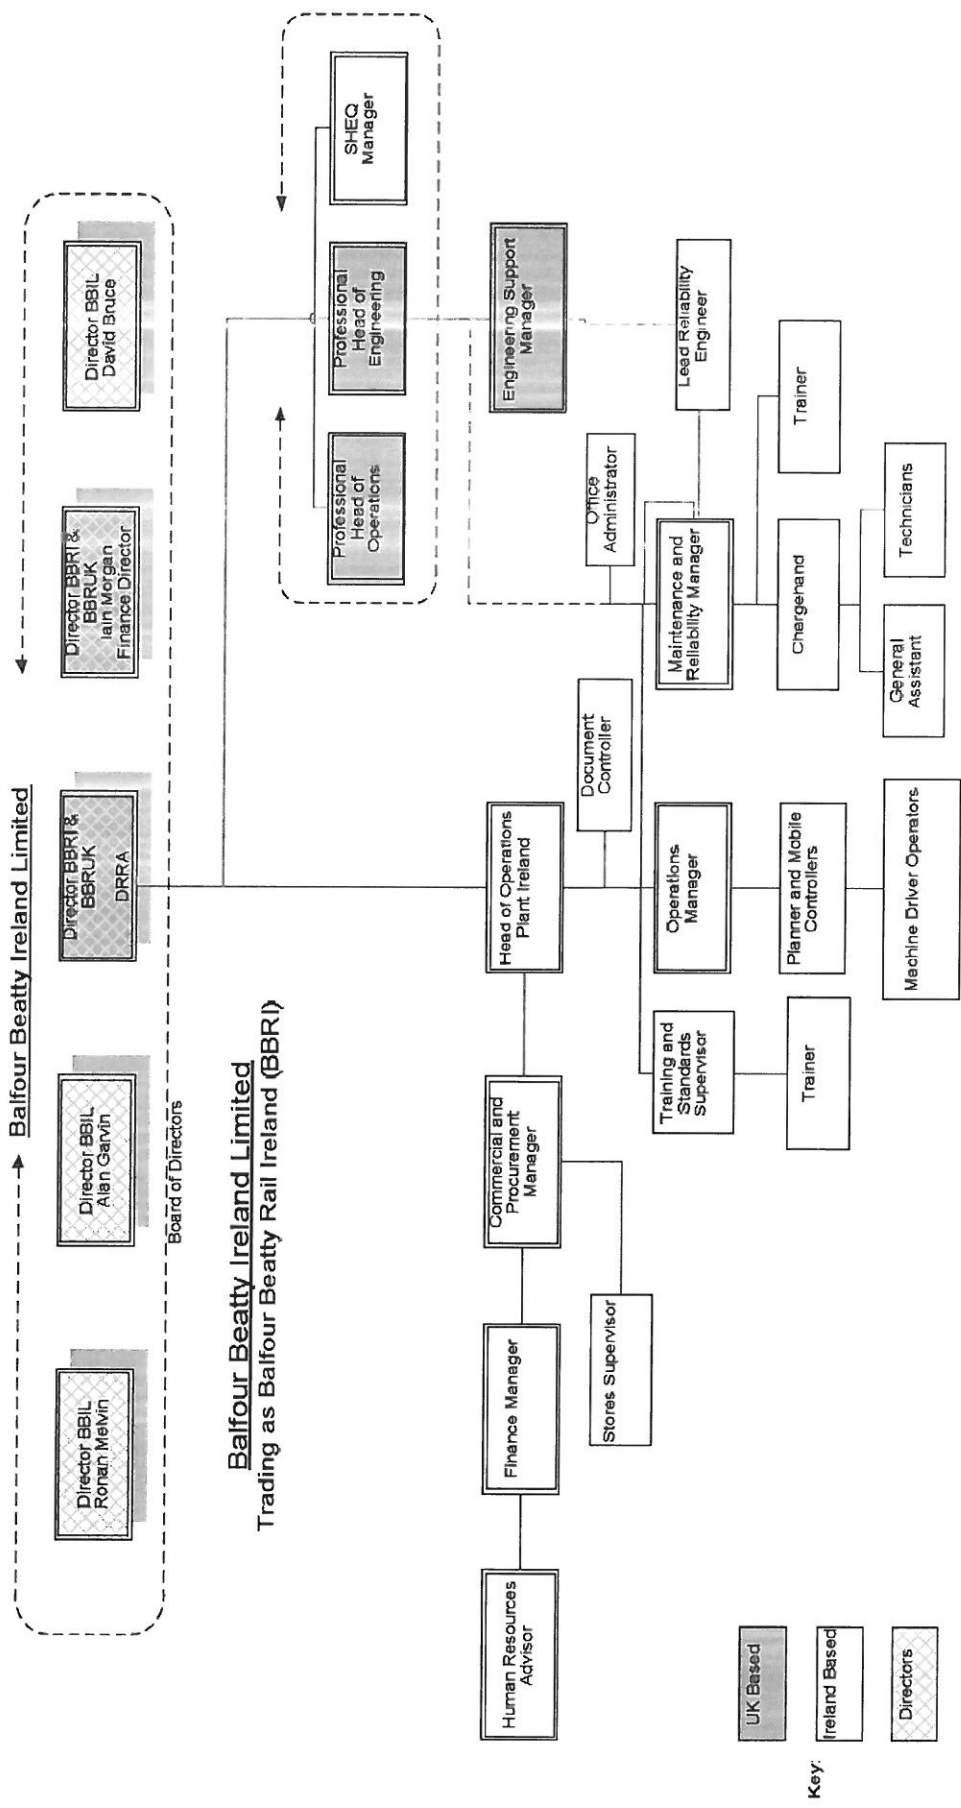 Balfour Beatty Ireland Limited
Director BBIL
Ronan Melvin
Director BBIL
Alan Garvin
Director BBRI &
BBRUK
DRRA
Director BBRI &
BBRUK
Iain Morgan
Finance Director
Director BBIL
David Bruce
Board of Directors
Balfour Beatty Ireland Limited
Trading as Balfour Beatty Rail Ireland (BBRI)
Professional
Head of
Operations
Professional
Head of
Engineering
SHEQ
Manager
Human Resources
Advisor
Finance Manager
Commercial and
Procurement
Manager
Head of Operations
Plant Ireland
Engineering Support
Manager
Stores Supervisor
Document
Controller
Office
Administrator
Training and
Standards
Supervisor
Operations
Manager
Maintenance and
Reliability Manager
Lead Reliability
Engineer
Trainer
Planner and Mobile
Controllers
Chargehand
Trainer
Machine Driver Operators
General
Assistant
Technicians
Key:
UK Based
Ireland Based
Directors